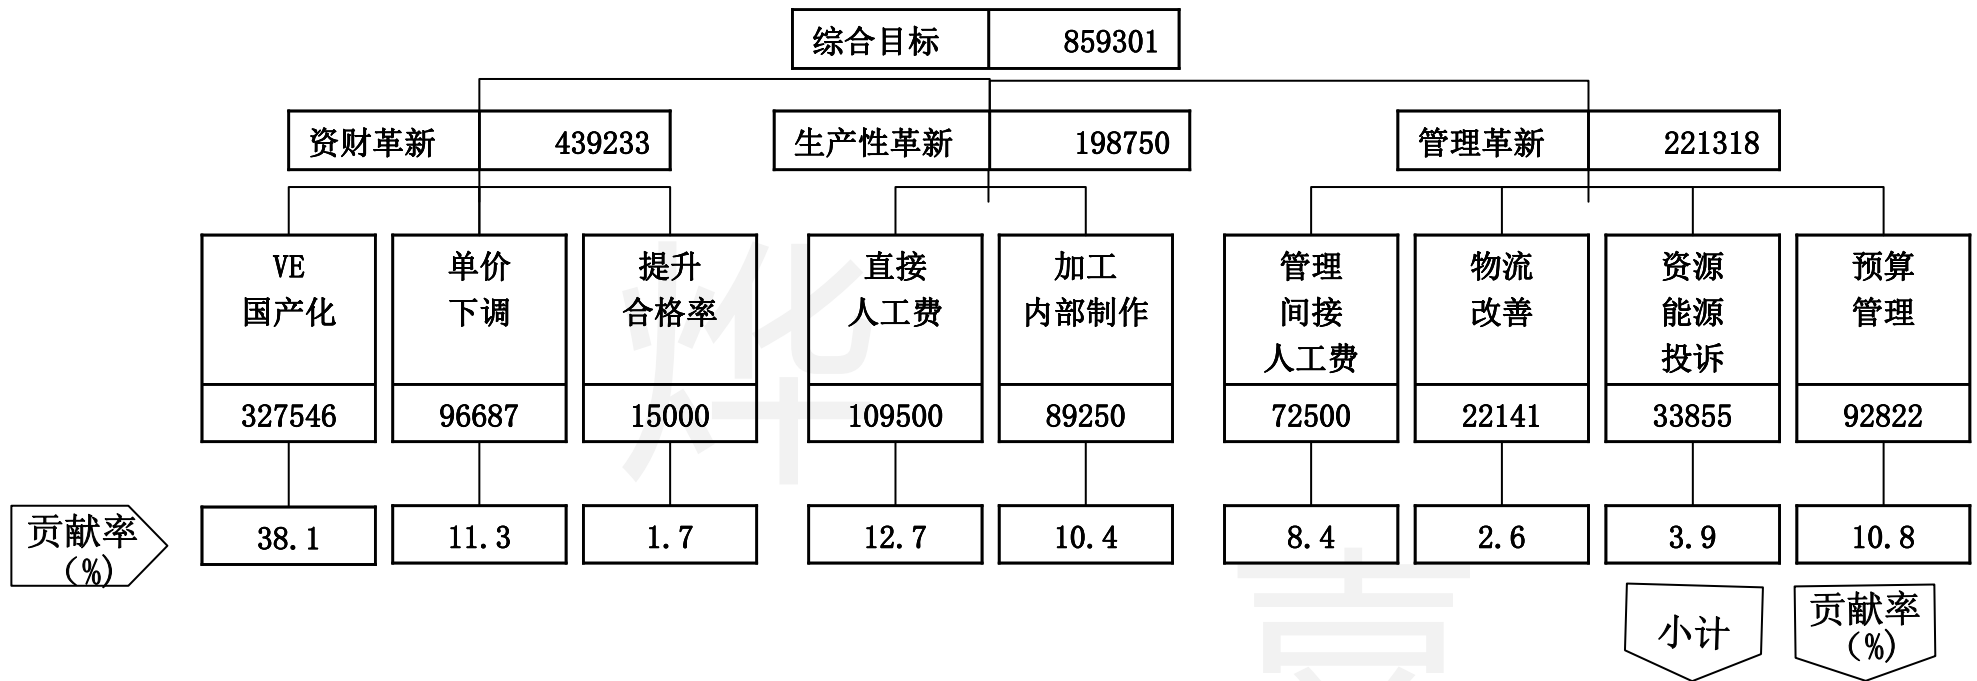 综合目标 859301
资财革新 439233 生产性革新 198750 管理革新 221318
VE
国产化
327546
单价
下调
96687
提升
合格率
15000
直接
人工费
109500
加工
内部制作
89250
管理
间接
人工费
72500
物流
改善
22141
资源
能源
投诉
33855
预算
管理
92822
贡献率
(%)
38.1 11.3 1.7 12.7 10.4 8.4 2.6 3.9 10.8
小计
贡献率
(%)
烨